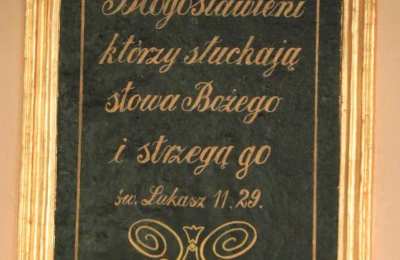 Błogosławieni
którzy słuchają
słowa Bożego
i strzegą go
św. Łukasz 11.29.